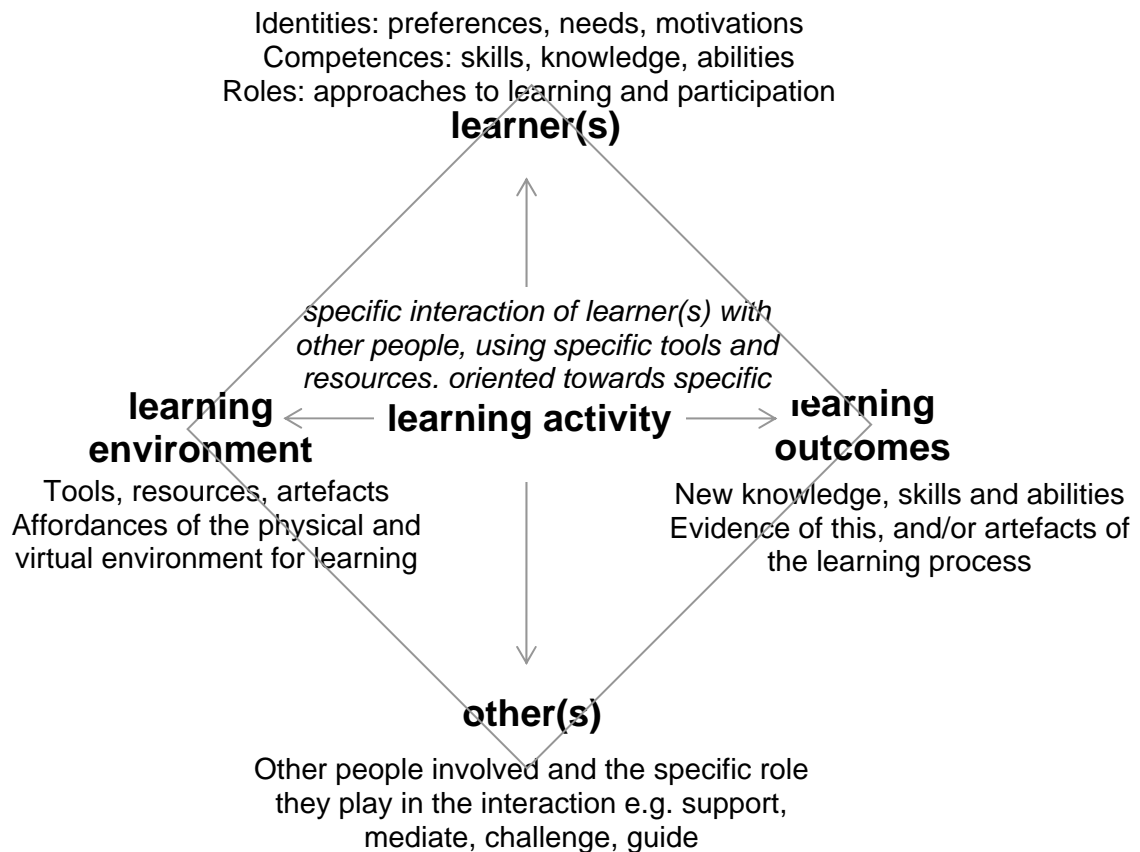 Identities: preferences, needs, motivations
Competences: skills, knowledge, abilities
Roles: approaches to learning and participation
learner(s)
specific interaction of learner(s) with
other people, using specific tools and
resources. oriented towards specific
learning
environment
Tools, resources, artefacts
Affordances of the physical and
virtual environment for learning
learning activity
learning
outcomes
New knowledge, skills and abilities
Evidence of this, and/or artefacts of
the learning process
other(s)
Other people involved and the specific role
they play in the interaction e.g. support,
mediate, challenge, guide